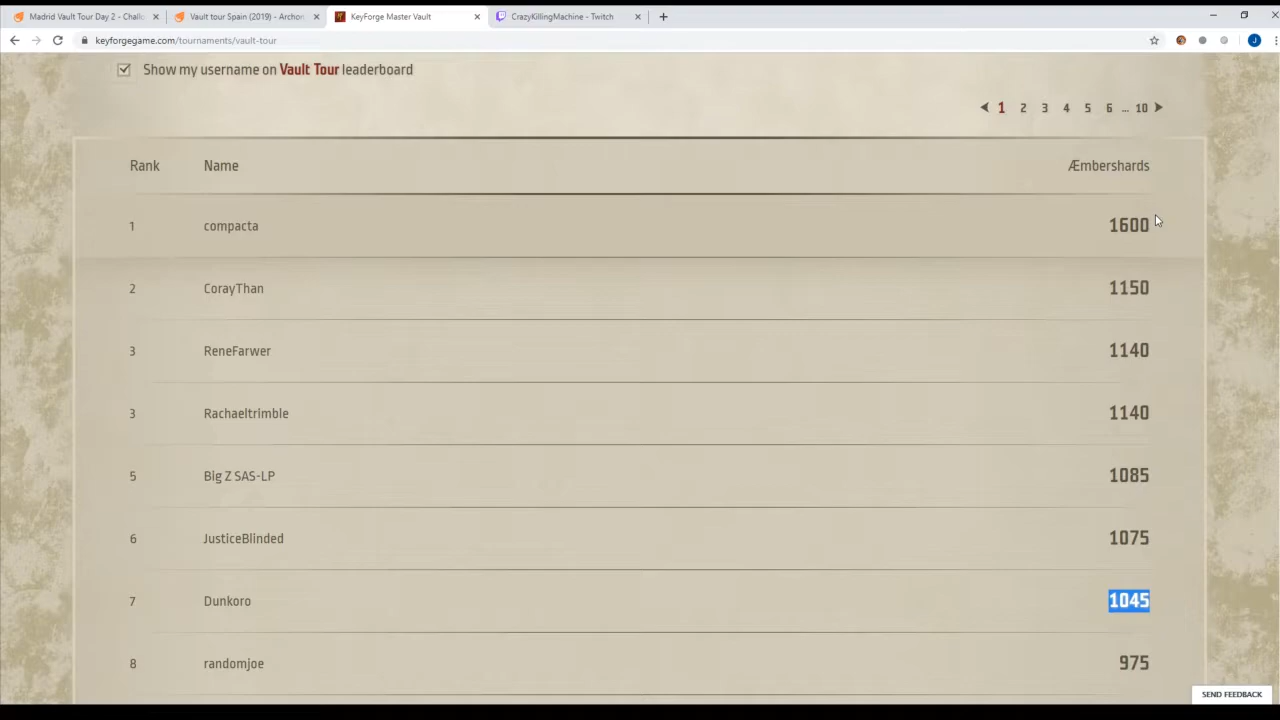 Madrid Vault Tour Day 2 - Challo
Vault tour Spain (2019) - Archon
KeyForge Master Vault
CrazyKillingMachine - Twitch
keyforgegame.com/tournaments/vault-tour
J
Show my username on Vault Tour leaderboard
1 2 3 4 5 6 ... 10
Rank Name Æmbershards
1 compacta 1600
2 CorayThan 1150
3 ReneFarwer 1140
3 Rachaeltrimble 1140
5 Big Z SAS-LP 1085
6 JusticeBlinded 1075
7 Dunkoro 1045
8 randomjoe 975
SEND FEEDBACK